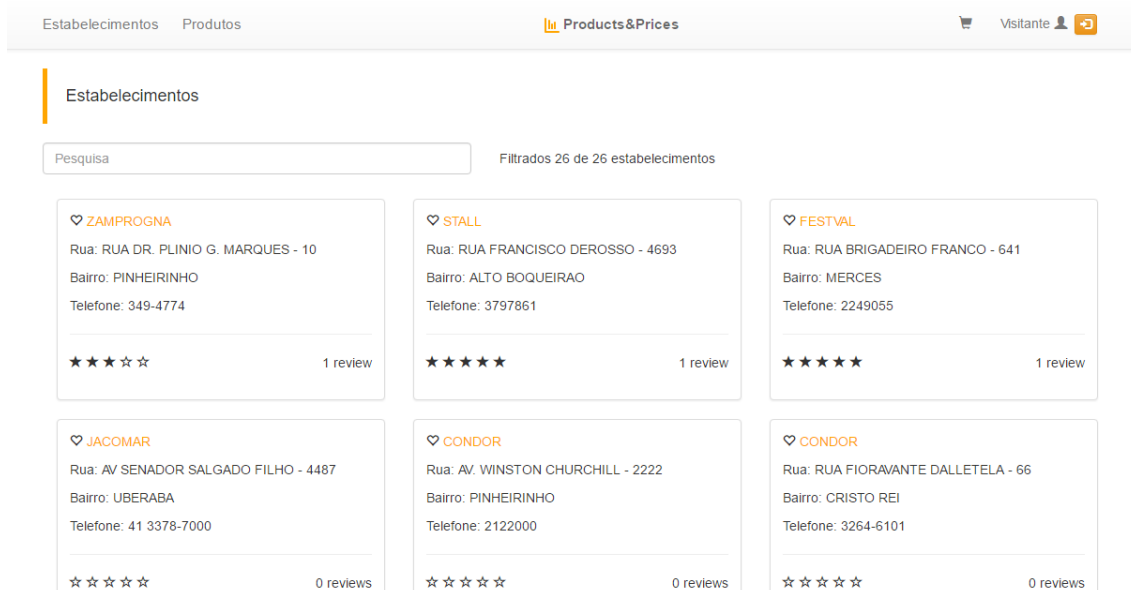 Estabelecimentos Produtos Products&Prices Visitante
Estabelecimentos
Pesquisa Filtrados 26 de 26 estabelecimentos
ZAMPROGNA
Rua: RUA DR. PLINIO G. MARQUES - 10
Bairro: PINHEIRINHO
Telefone: 349-4774
1 review
STALL
Rua: RUA FRANCISCO DEROSSO - 4693
Bairro: ALTO BOQUEIRAO
Telefone: 3797861
1 review
FESTVAL
Rua: RUA BRIGADEIRO FRANCO - 641
Bairro: MERCES
Telefone: 2249055
1 review
JACOMAR
Rua: AV SENADOR SALGADO FILHO - 4487
Bairro: UBERABA
Telefone: 41 3378-7000
0 reviews
CONDOR
Rua: AV. WINSTON CHURCHILL - 2222
Bairro: PINHEIRINHO
Telefone: 2122000
0 reviews
CONDOR
Rua: RUA FIORAVANTE DALLETELA - 66
Bairro: CRISTO REI
Telefone: 3264-6101
0 reviews